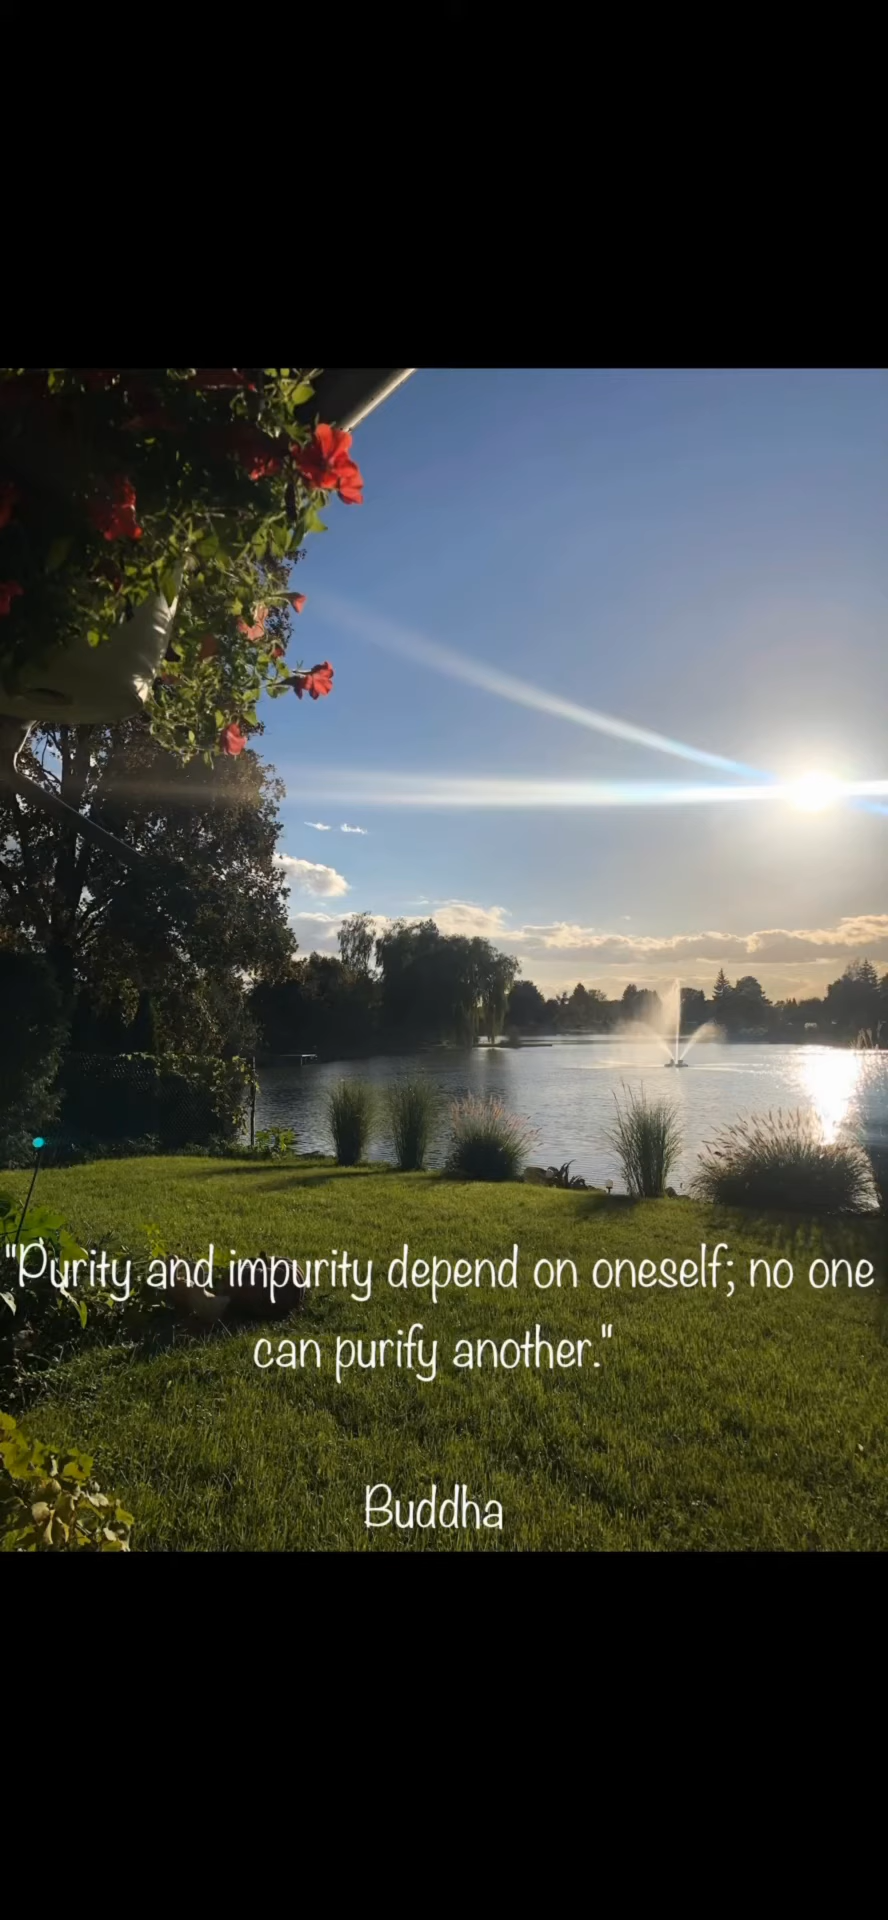 "Purity and impurity depend on oneself; no one
can purify another."
Buddha